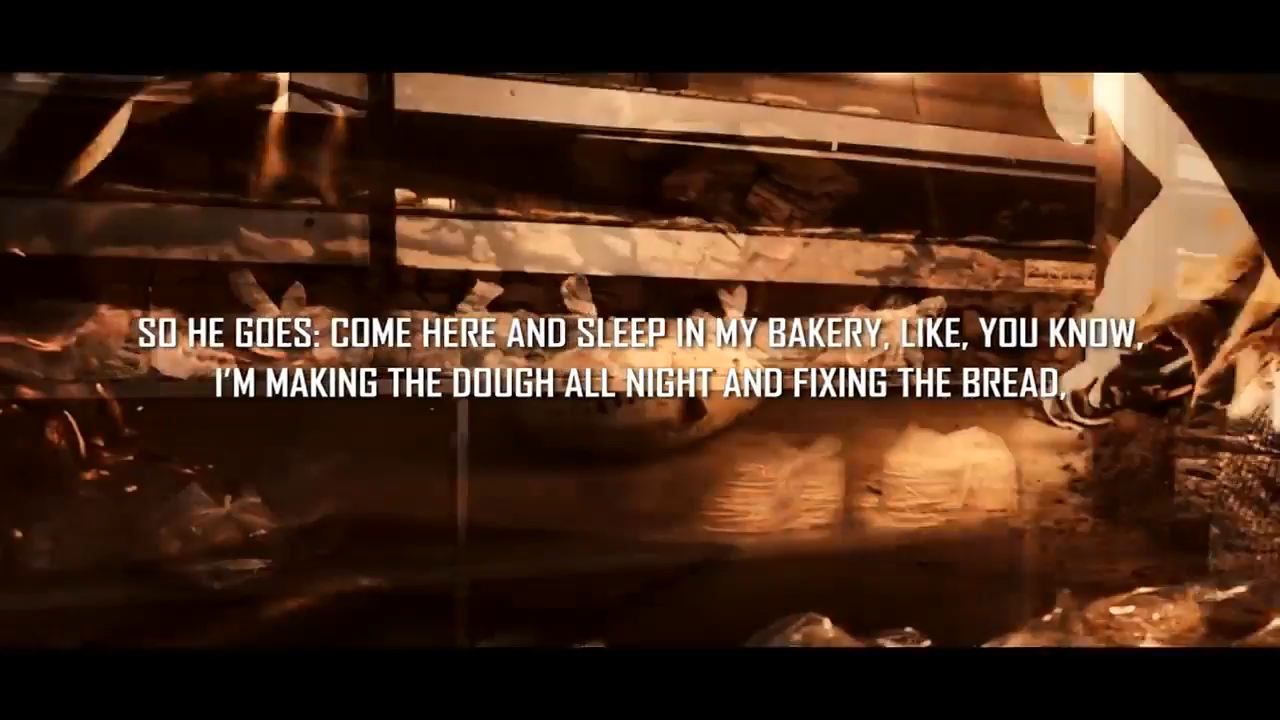 SO HE GOES: COME HERE AND SLEEP IN MY BAKERY, LIKE, YOU KNOW,
I'M MAKING THE DOUGH ALL NIGHT AND FIXING THE BREAD,